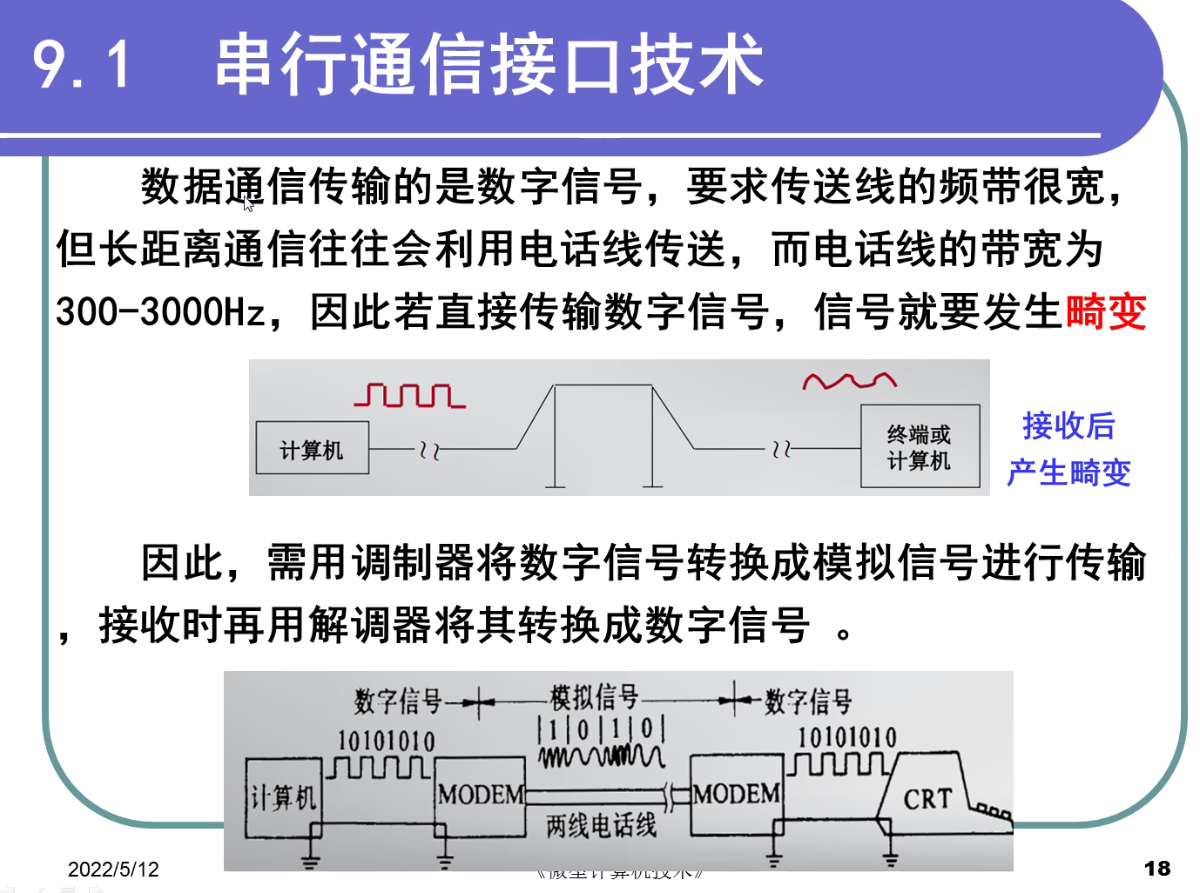 9.1 串行通信接口技术
数据通信传输的是数字信号，要求传送线的频带很宽，
但长距离通信往往会利用电话线传送，而电话线的带宽为
300-3000Hz，因此若直接传输数字信号，信号就要发生畸变
计算机
终端或
计算机
接收后
产生畸变
因此，需用调制器将数字信号转换成模拟信号进行传输
，接收时再用解调器将其转换成数字信号 。
数字信号
模拟信号
数字信号
10101010
|1|0|1|0|
10101010
计算机
MODEM
MODEM
CRT
两线电话线
2022/5/12
《微型计算机技术》
18